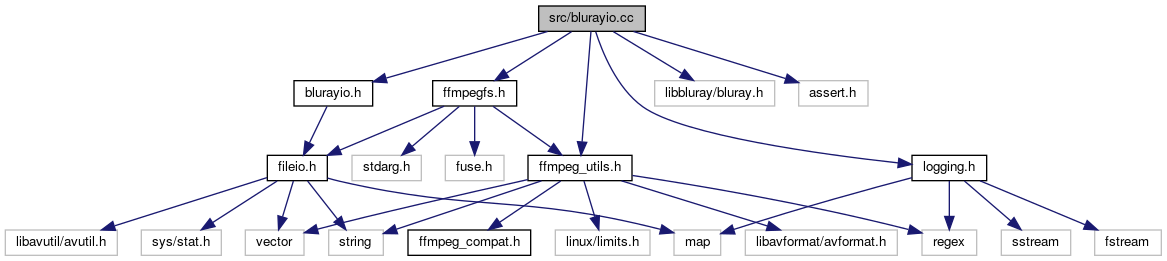 src/blurayio.cc
blurayio.h
ffmpegfs.h
libbluray/bluray.h
assert.h
fileio.h
stdarg.h
fuse.h
ffmpeg_utils.h
logging.h
libavutil/avutil.h
sys/stat.h
vector
string
ffmpeg_compat.h
linux/limits.h
map
libavformat/avformat.h
regex
sstream
fstream